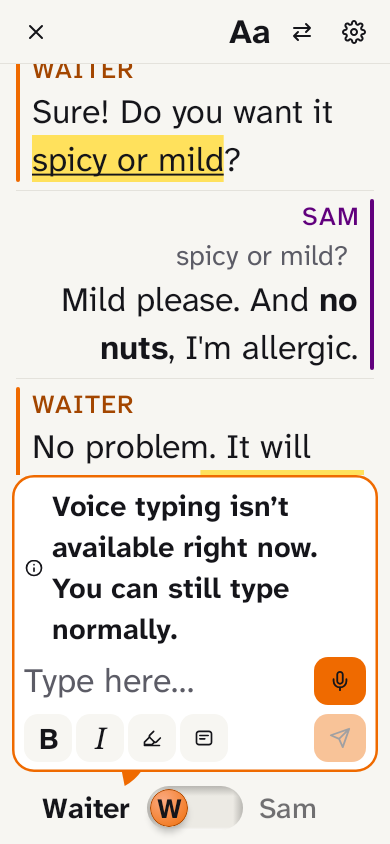 Aa
WAITER
Sure! Do you want it
spicy or mild?
SAM
spicy or mild?
Mild please. And no
nuts, I'm allergic.
WAITER
No problem. It will
Voice typing isn’t
available right now.
You can still type
normally.
Type here...
B I
Waiter W Sam